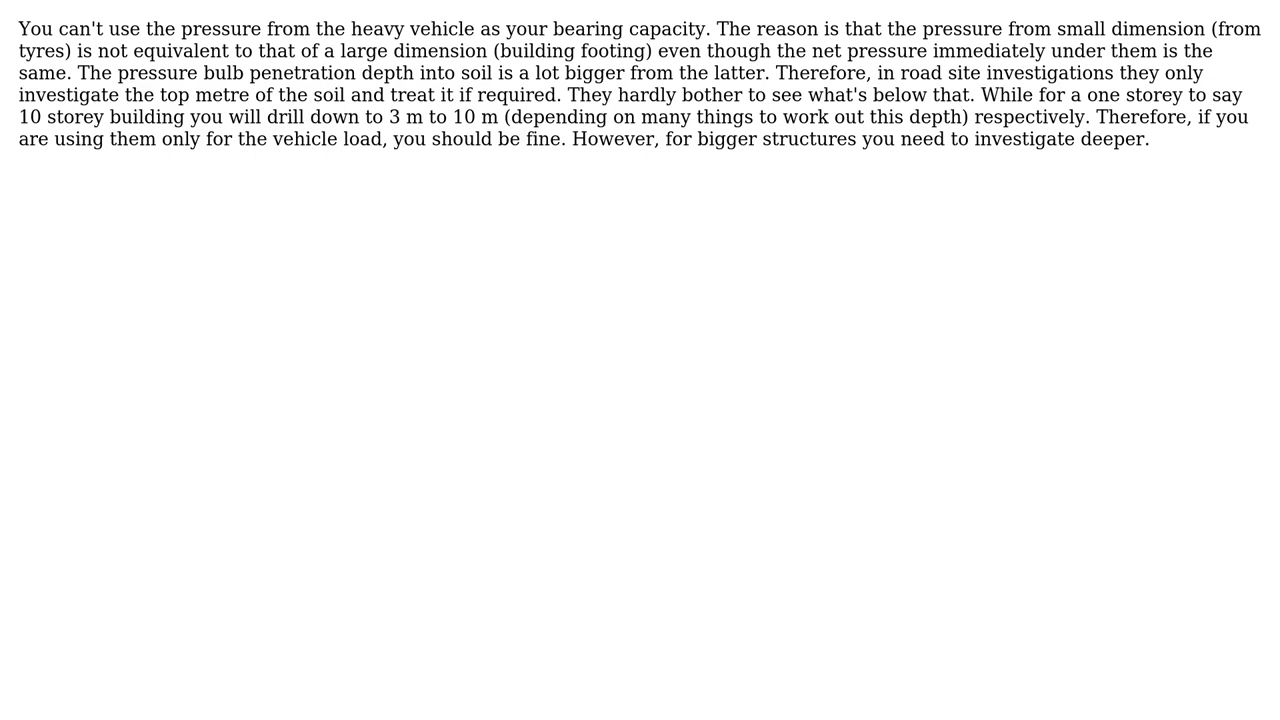 You can't use the pressure from the heavy vehicle as your bearing capacity. The reason is that the pressure from small dimension (from
tyres) is not equivalent to that of a large dimension (building footing) even though the net pressure immediately under them is the
same. The pressure bulb penetration depth into soil is a lot bigger from the latter. Therefore, in road site investigations they only
investigate the top metre of the soil and treat it if required. They hardly bother to see what's below that. While for a one storey to say
10 storey building you will drill down to 3 m to 10 m (depending on many things to work out this depth) respectively. Therefore, if you
are using them only for the vehicle load, you should be fine. However, for bigger structures you need to investigate deeper.